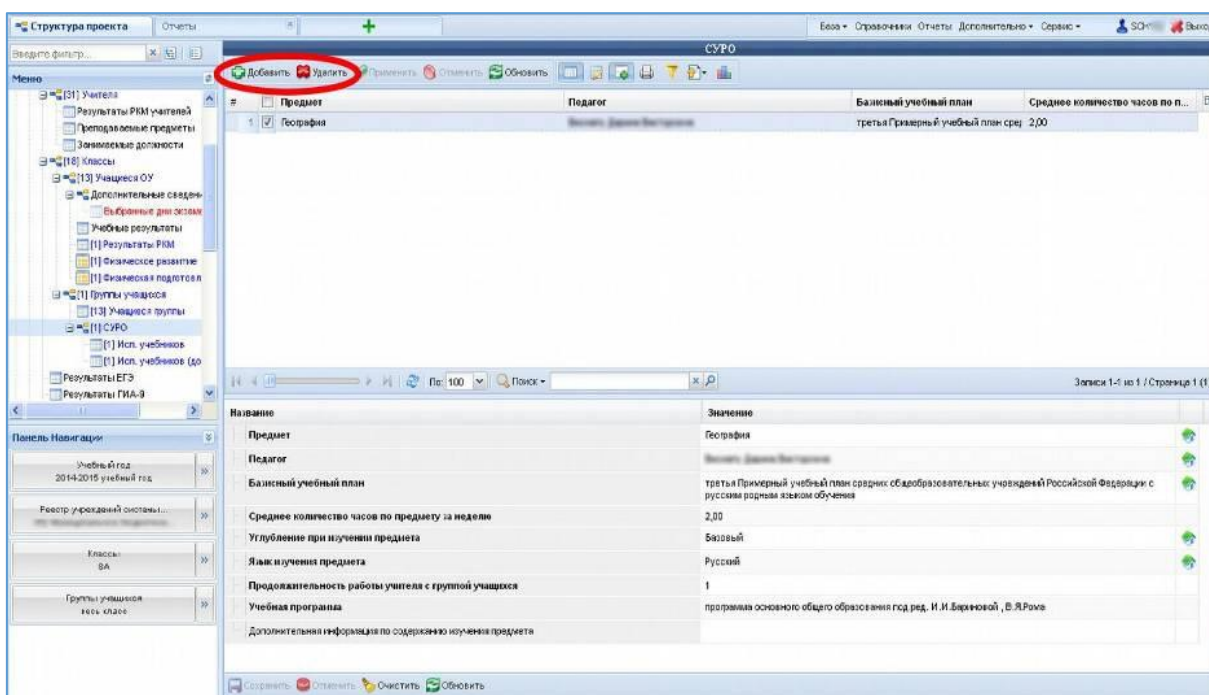 Структура проекта Отчеты База Справочники Отчеты Дополнительно Сервис
Введите фильтр... СУРО
Меню Добавить Удалить Применить Отменить Обновить
[31] Учителя # Предмет Педагог Базисный учебный план Среднее количество часов по п...
Результаты РКМ учителей 1 География третья Примерный учебный план сред 2,00
Преподаваемые предметы
Занимаемые должности
[18] Классы
[13] Учащиеся ОУ
Дополнительные сведен
Выбранные дни экзам
Учебные результаты
[1] Результаты РКМ
[1] Физическое развитие
[1] Физическая подготовл
[1] Группы учащихся
[13] Учащиеся группы
[1] СУРО
[1] Исп. учебников
[1] Исп. учебников (до
Результаты ЕГЭ По: 100 Поиск Записи 1-1 из 1 / Страница 1 (1
Результаты ГИА-9
Название Значение
Панель Навигации Предмет География
Учебный год Педагог
2014-2015 учебный год Базисный учебный план третья Примерный учебный план средних общеобразовательных учреждений Российской Федерации с
русским родным языком обучения
Реестр учреждений системы... Среднее количество часов по предмету за неделю 2,00
Углубление при изучении предмета Базовый
Классы Язык изучения предмета Русский
8А Продолжительность работы учителя с группой учащихся 1
Группы учащихся Учебная программа программа основного общего образования под ред. И.И.Бариновой , В.Я.Рома
весь класс
Дополнительная информация по содержанию изучения предмета
Сохранить Отменить Очистить Обновить